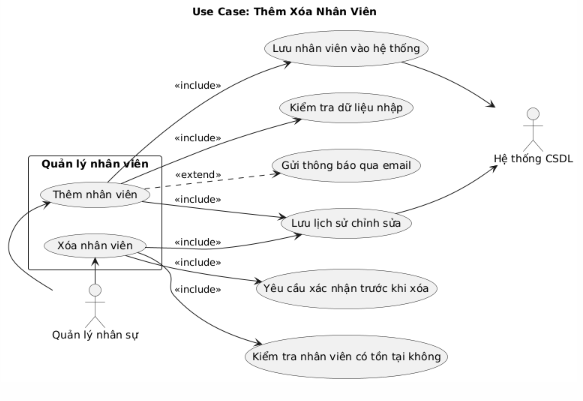 Use Case: Thêm Xóa Nhân Viên
Lưu nhân viên vào hệ thống
«include»
Kiểm tra dữ liệu nhập
«include»
Hệ thống CSDL
Quản lý nhân viên
Gửi thông báo qua email
«extend»
Thêm nhân viên
«include»
Lưu lịch sử chỉnh sửa
Xóa nhân viên
«include»
«include»
Yêu cầu xác nhận trước khi xóa
«include»
Quản lý nhân sự
Kiểm tra nhân viên có tồn tại không